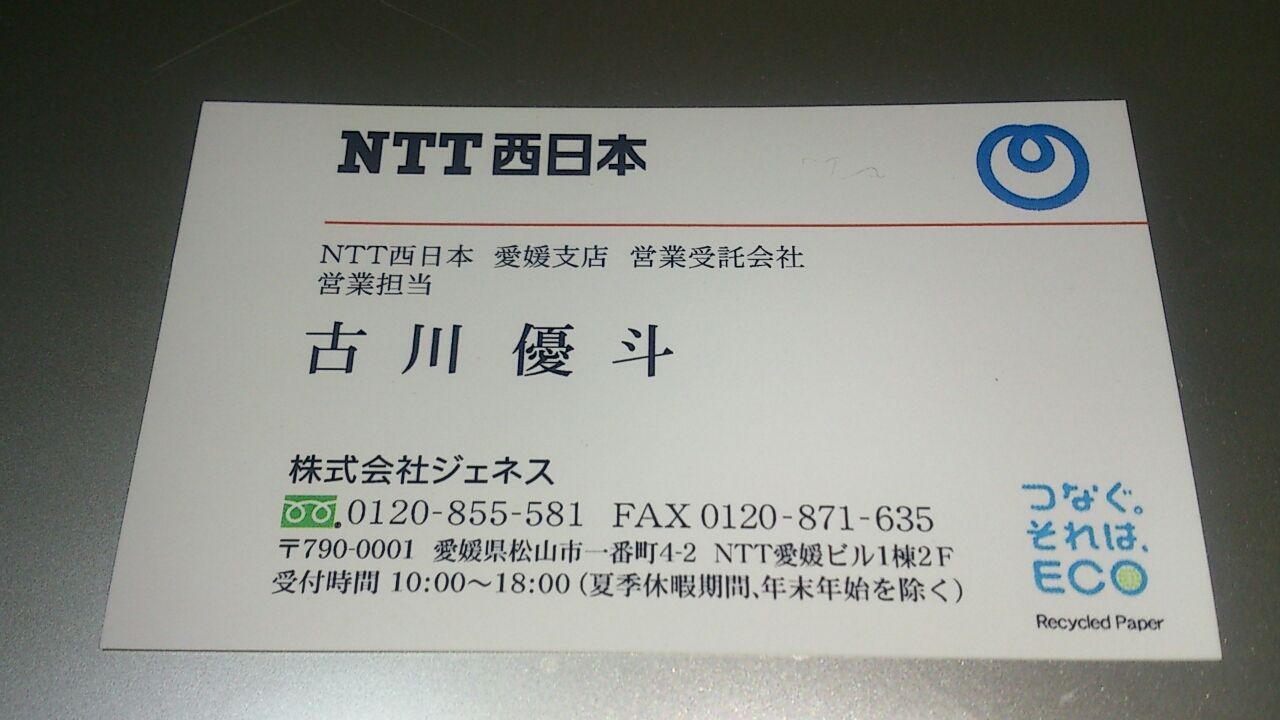 NTT西日本
NTT西日本 愛媛支店 営業受託会社
営業担当
古川 優斗
株式会社ジェネス
0120-855-581 FAX 0120-871-635
〒790-0001 愛媛県松山市一番町4-2 NTT愛媛ビル1棟2F
受付時間 10:00〜18:00(夏季休暇期間、年末年始を除く)
つなぐ。
それは、
ECO
Recycled Paper